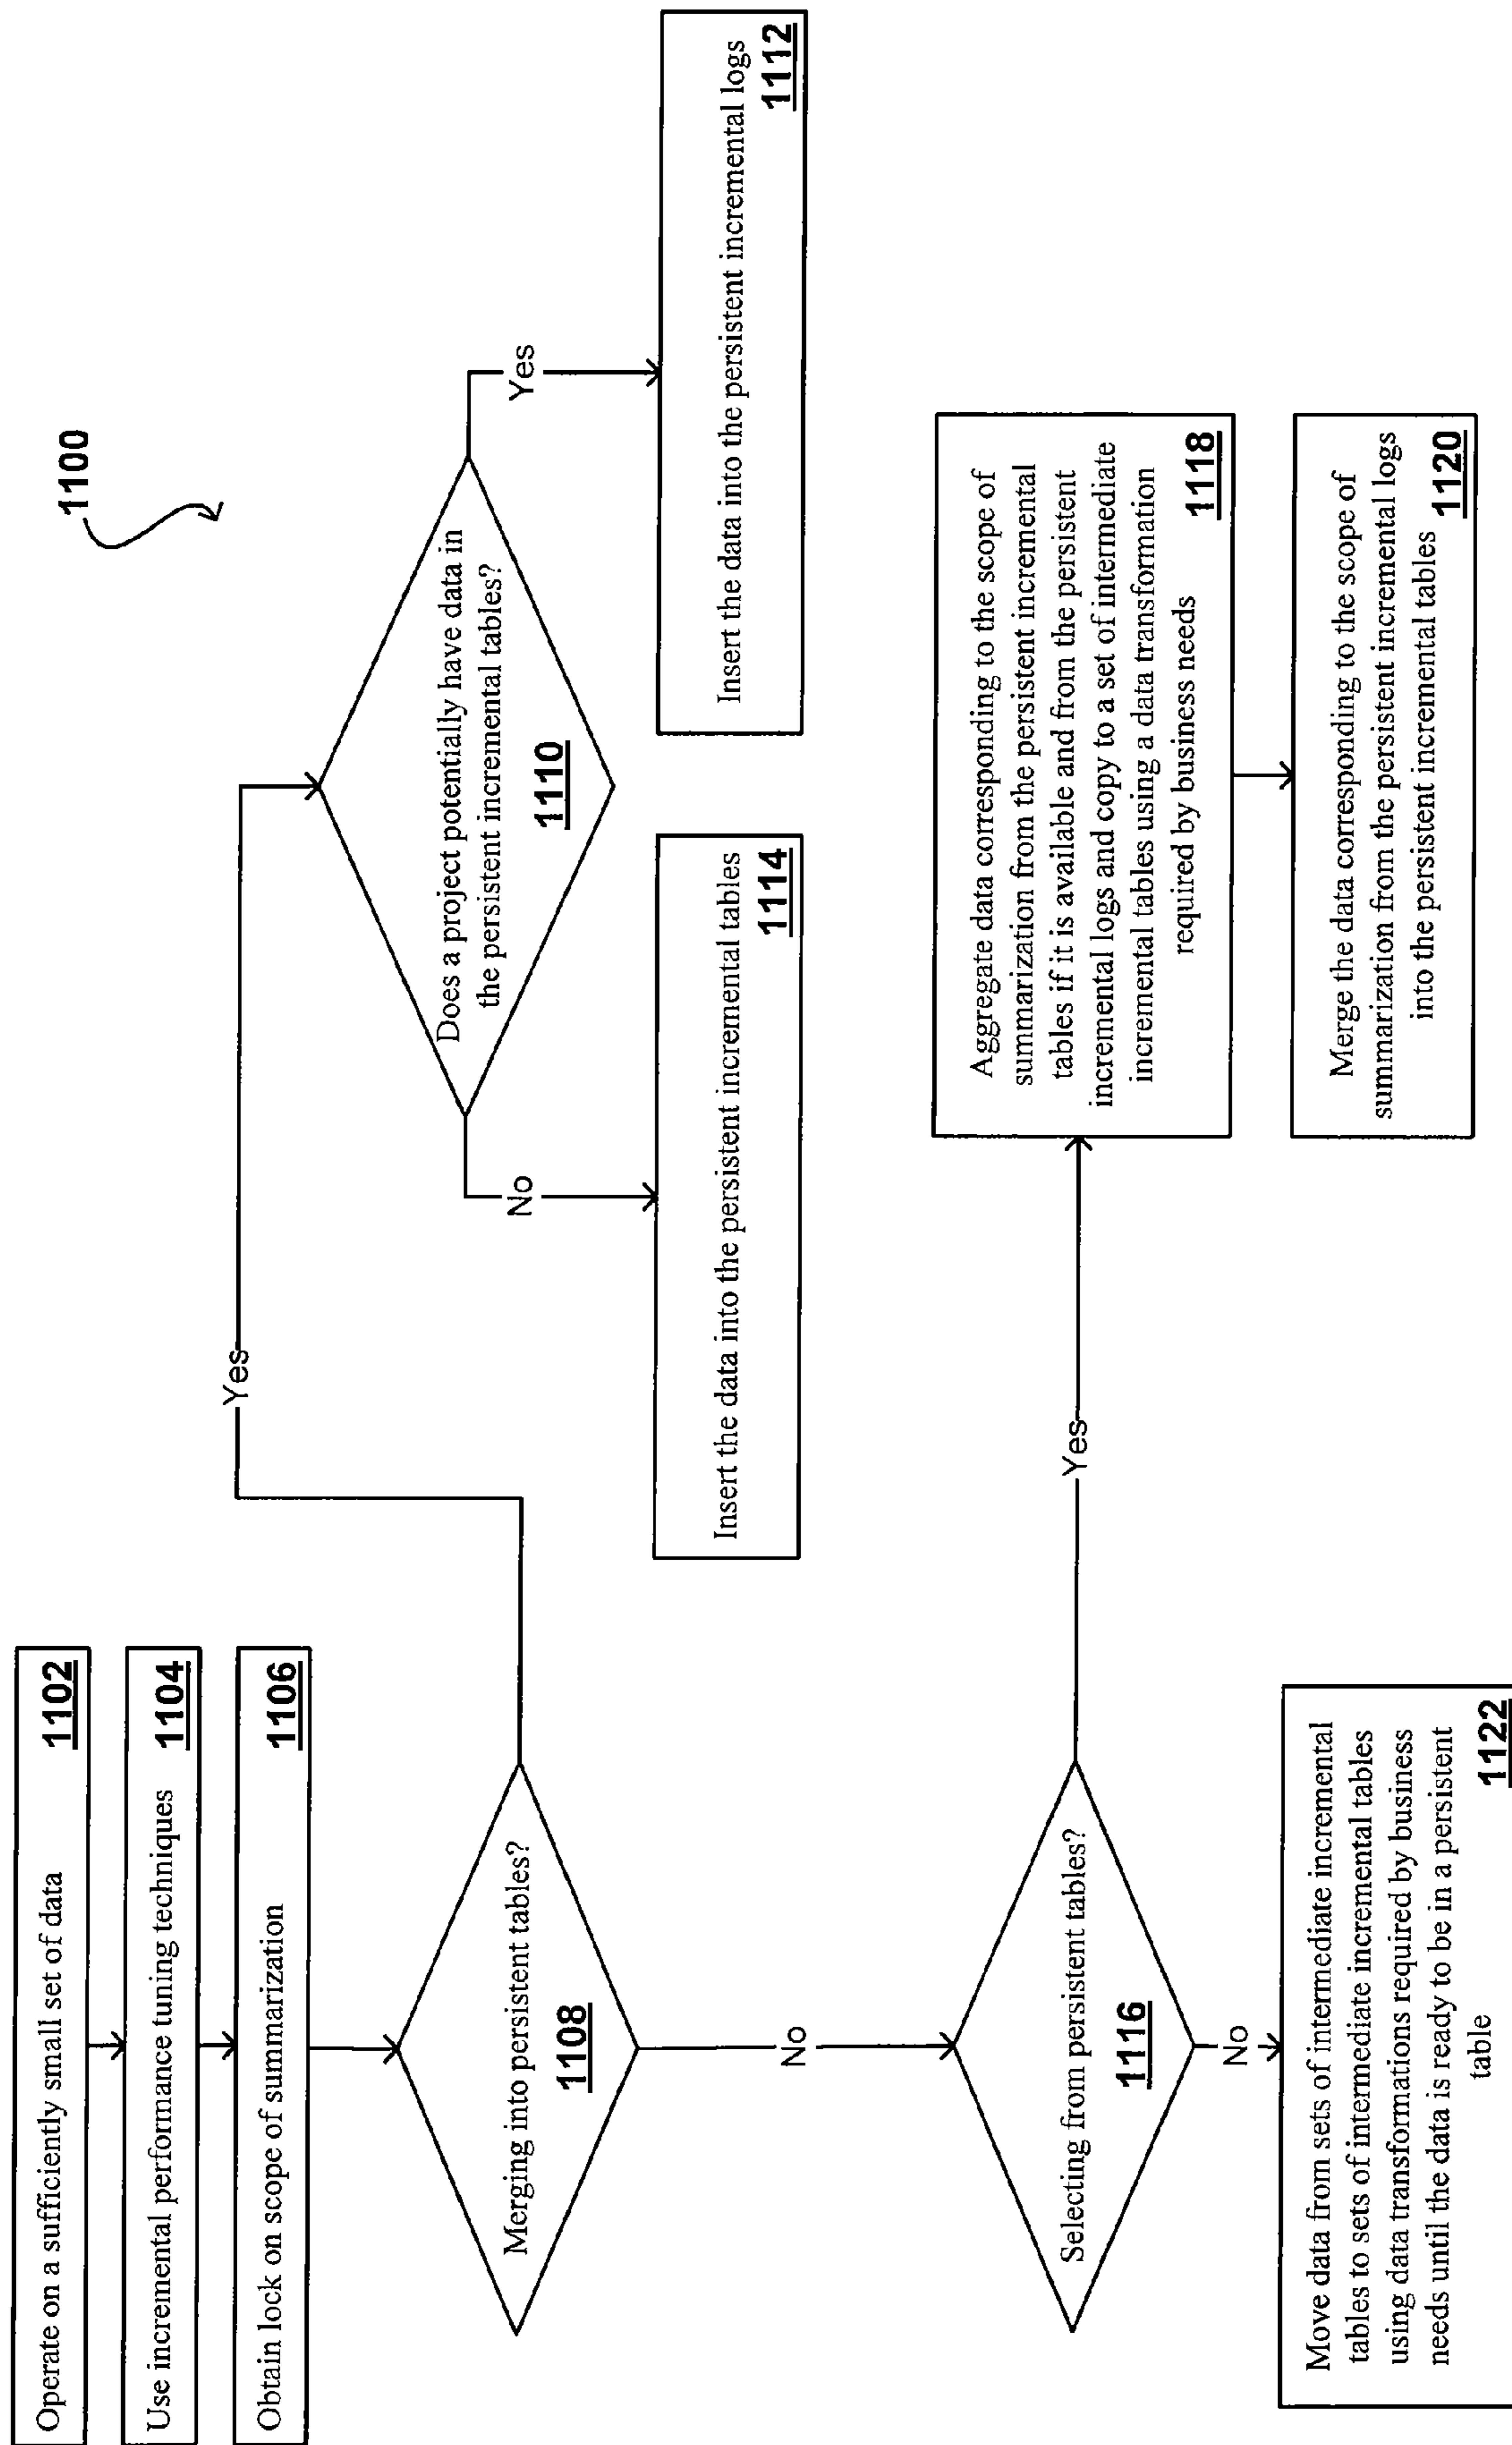 1100
Operate on a sufficiently small set of data
1102
Use incremental performance tuning techniques
1104
Obtain lock on scope of summarization
1106
Merging into persistent tables?
1108
Yes
Does a project potentially have data in
the persistent incremental tables?
1110
Yes
Insert the data into the persistent incremental logs
1112
No
Insert the data into the persistent incremental tables
1114
No
Selecting from persistent tables?
1116
Yes
Aggregate data corresponding to the scope of
summarization from the persistent incremental
tables if it is available and from the persistent
incremental logs and copy to a set of intermediate
incremental tables using a data transformation
required by business needs
1118
Merge the data corresponding to the scope of
summarization from the persistent incremental logs
into the persistent incremental tables
1120
No
Move data from sets of intermediate incremental
tables to sets of intermediate incremental tables
using data transformations required by business
needs until the data is ready to be in a persistent
table
1122